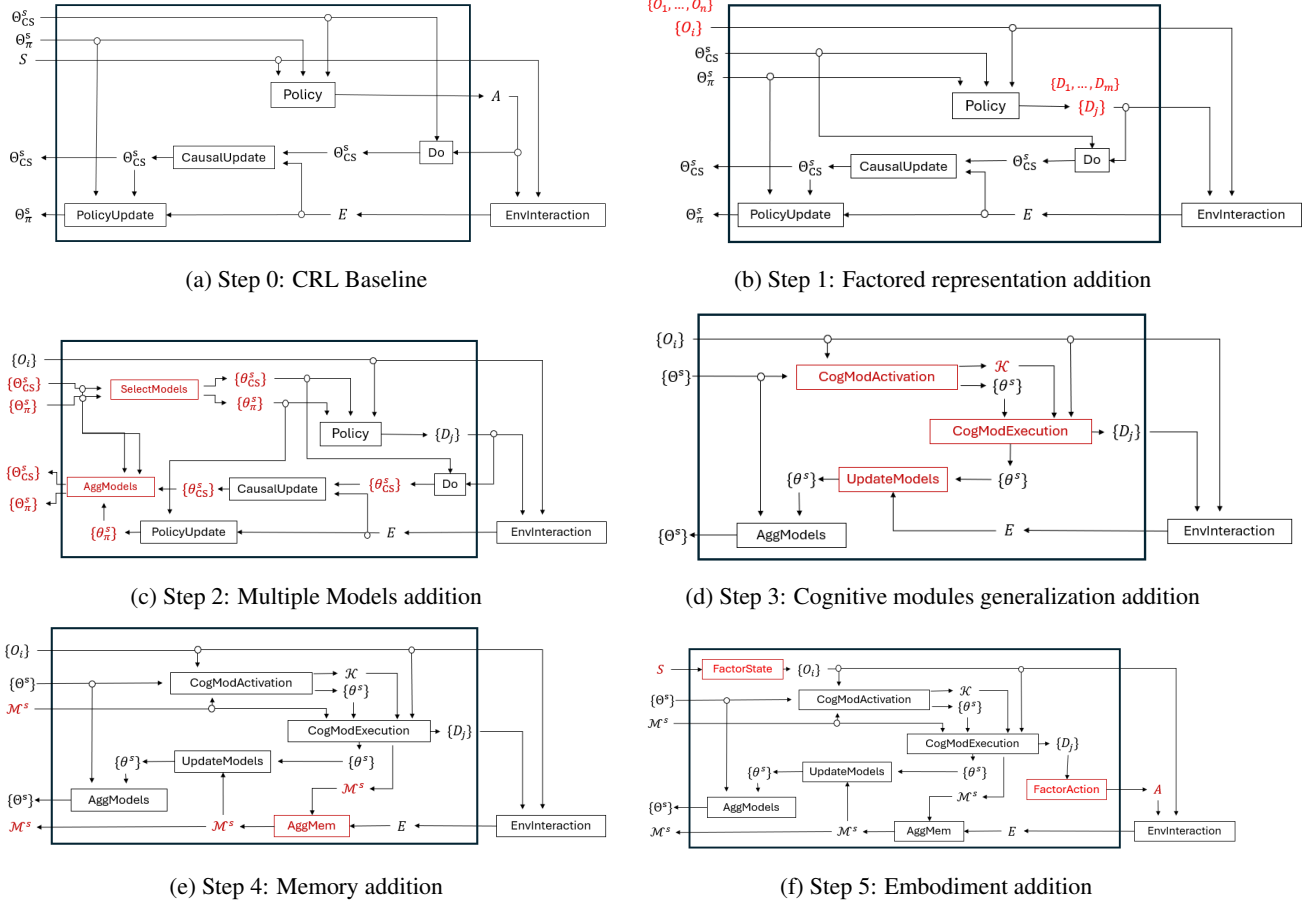 Θ^s_CS
Θ^s_π
S
Policy
A
Θ^s_CS
Θ^s_CS
CausalUpdate
Θ^s_CS
Do
Θ^s_π
PolicyUpdate
E
EnvInteraction
(a) Step 0: CRL Baseline
{O_1, ..., O_n}
{O_i}
Θ^s_CS
Θ^s_π
{D_1, ..., D_m}
Policy
{D_j}
Θ^s_CS
Θ^s_CS
CausalUpdate
Θ^s_CS
Do
Θ^s_π
PolicyUpdate
E
EnvInteraction
(b) Step 1: Factored representation addition
{O_i}
{Θ^s_CS}
{Θ^s_π}
SelectModels
{θ^s_CS}
{θ^s_π}
Policy
{D_j}
{Θ^s_CS}
{Θ^s_π}
AggModels
{θ^s_CS}
CausalUpdate
{θ^s_CS}
Do
{θ^s_π}
PolicyUpdate
E
EnvInteraction
(c) Step 2: Multiple Models addition
{O_i}
{Θ^s}
CogModActivation
𝒦
{θ^s}
CogModExecution
{D_j}
{θ^s}
UpdateModels
{θ^s}
{Θ^s}
AggModels
E
EnvInteraction
(d) Step 3: Cognitive modules generalization addition
{O_i}
{Θ^s}
ℳ^s
CogModActivation
𝒦
{θ^s}
CogModExecution
{D_j}
{θ^s}
UpdateModels
{θ^s}
{Θ^s}
AggModels
ℳ^s
ℳ^s
ℳ^s
AggMem
E
EnvInteraction
(e) Step 4: Memory addition
S
FactorState
{O_i}
{Θ^s}
ℳ^s
CogModActivation
𝒦
{θ^s}
CogModExecution
{D_j}
{θ^s}
UpdateModels
{θ^s}
FactorAction
A
{Θ^s}
AggModels
ℳ^s
ℳ^s
ℳ^s
AggMem
E
EnvInteraction
(f) Step 5: Embodiment addition